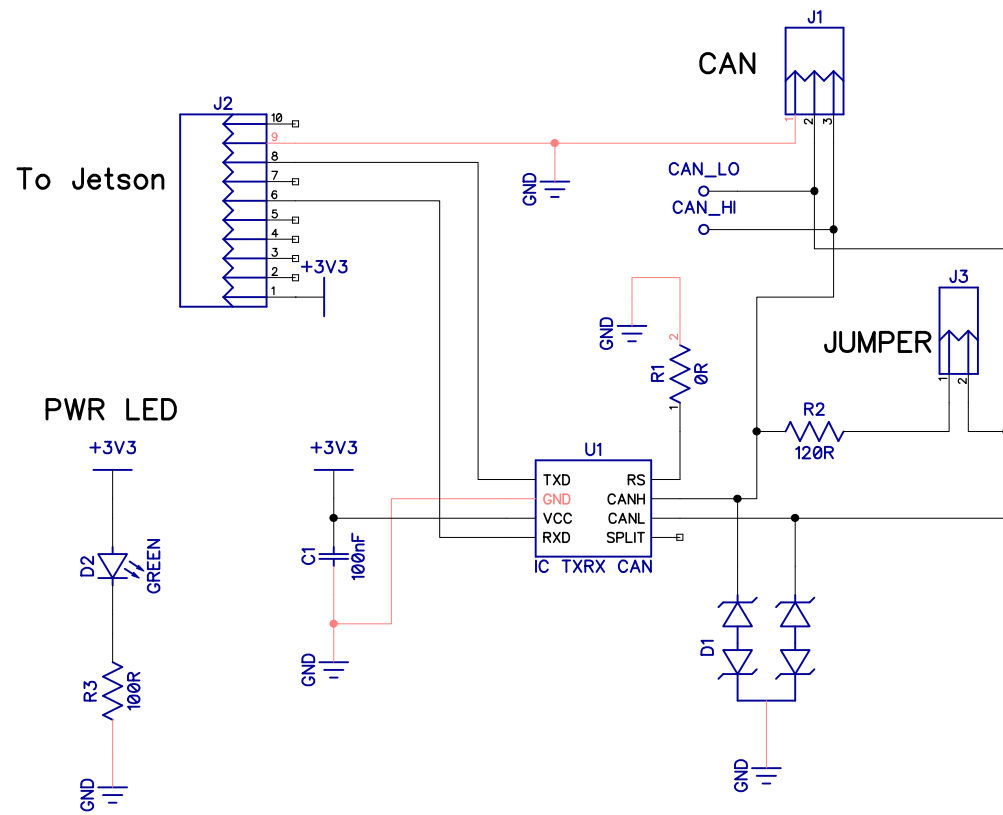 J1
CAN
1
2
3
J2
To Jetson
10
9
8
7
6
5
4
3
2
1
+3V3
GND
CAN_LO
CAN_HI
J3
JUMPER
1
2
GND
2
R1
0R
1
R2
120R
PWR LED
+3V3
D2
GREEN
R3
100R
GND
+3V3
C1
100nF
GND
U1
TXD
GND
VCC
RXD
RS
CANH
CANL
SPLIT
IC TXRX CAN
D1
GND